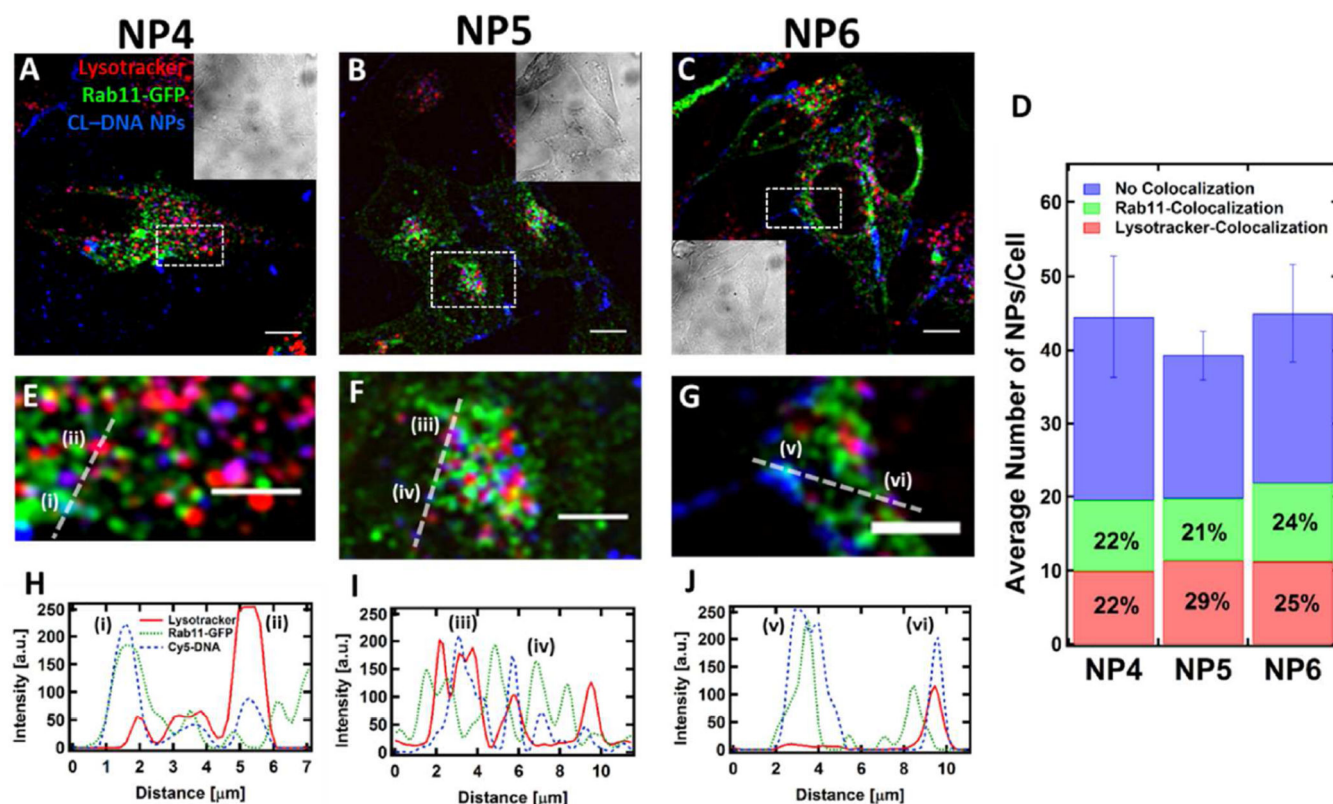 NP4
NP5
NP6
A
Lysotracker
Rab11-GFP
CL–DNA NPs
B
C
D
Average Number of NPs/Cell
60
50
40
30
20
10
0
No Colocalization
Rab11-Colocalization
Lysotracker-Colocalization
22%
21%
24%
22%
29%
25%
NP4
NP5
NP6
E
(ii)
(i)
F
(iii)
(iv)
G
(v)
(vi)
H
Intensity [a.u.]
250
200
150
100
50
0
(i)
Lysotracker
Rab11-GFP
Cy5-DNA
(ii)
0 1 2 3 4 5 6 7
Distance [μm]
I
Intensity [a.u.]
250
200
150
100
50
0
(iii)
(iv)
0 2 4 6 8 10
Distance [μm]
J
Intensity [a.u.]
250
200
150
100
50
0
(v)
(vi)
0 2 4 6 8 10
Distance [μm]